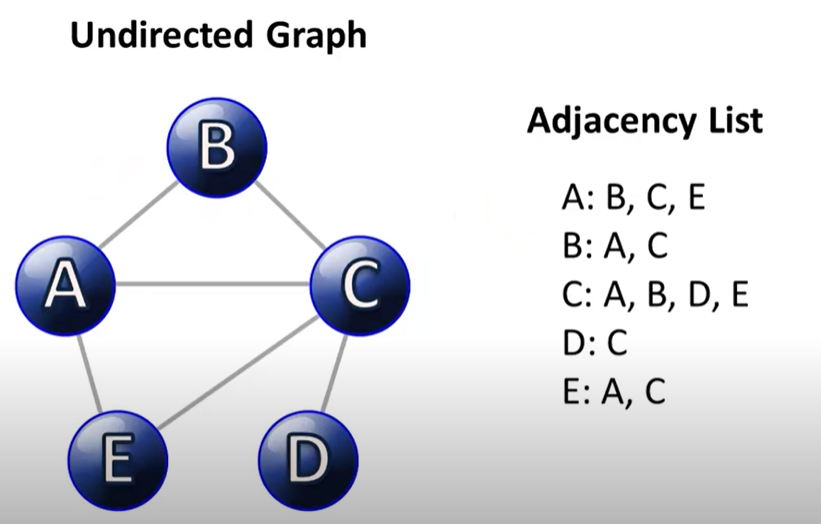 Undirected Graph
B
A
C
E
D
Adjacency List
A: B, C, E
B: A, C
C: A, B, D, E
D: C
E: A, C